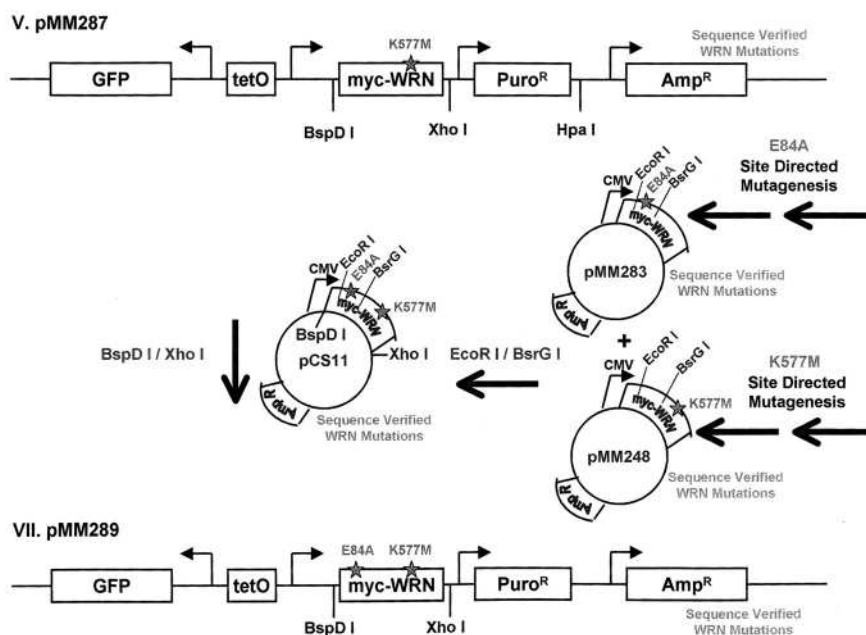 V. pMM287
Sequence Verified
WRN Mutations
K577M
GFP
tetO
myc-WRN
Puroᴿ
Ampᴿ
BspD I
Xho I
Hpa I
E84A
Site Directed
Mutagenesis
CMV
EcoR I
E84A
BsrG I
myc-WRN
pMM283
Amp R
Sequence Verified
WRN Mutations
+
BspD I / Xho I
CMV
EcoR I
E84A
BsrG I
K577M
myc-WRN
BspD I
pCS11
Xho I
Amp R
Sequence Verified
WRN Mutations
EcoR I / BsrG I
K577M
Site Directed
Mutagenesis
CMV
EcoR I
BsrG I
K577M
myc-WRN
pMM248
Amp R
Sequence Verified
WRN Mutations
VII. pMM289
E84A
K577M
GFP
tetO
myc-WRN
Puroᴿ
Ampᴿ
BspD I
Xho I
Sequence Verified
WRN Mutations